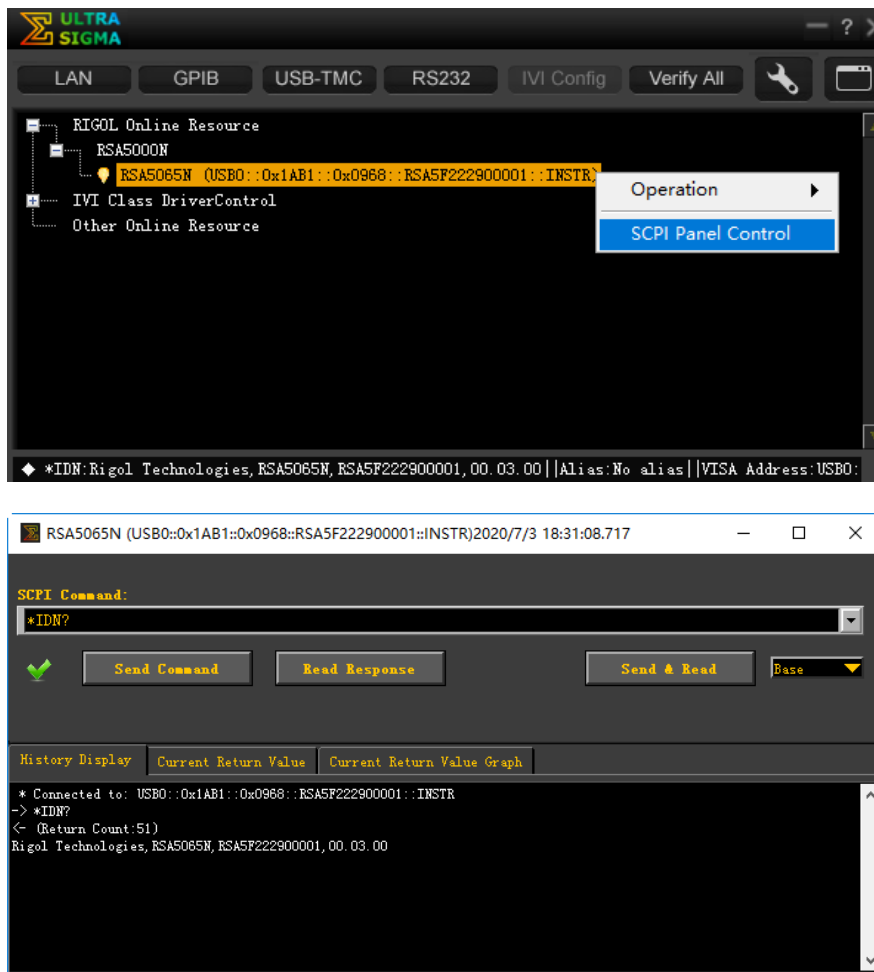 ULTRA
SIGMA
LAN GPIB USB-TMC RS232 IVI Config Verify All
RIGOL Online Resource
RSA5000N
RSA5065N (USB0::0x1AB1::0x0968::RSA5F222900001::INSTR)
Operation
IVI Class DriverControl
Other Online Resource
SCPI Panel Control
*IDN:Rigol Technologies,RSA5065N,RSA5F222900001,00.03.00||Alias:No alias||VISA Address:USB0:
RSA5065N (USB0::0x1AB1::0x0968::RSA5F222900001::INSTR)2020/7/3 18:31:08.717
SCPI Command:
*IDN?
Send Command Read Response Send & Read Base
History Display Current Return Value Current Return Value Graph
* Connected to: USB0::0x1AB1::0x0968::RSA5F222900001::INSTR
-> *IDN?
<- (Return Count:51)
Rigol Technologies,RSA5065N,RSA5F222900001,00.03.00